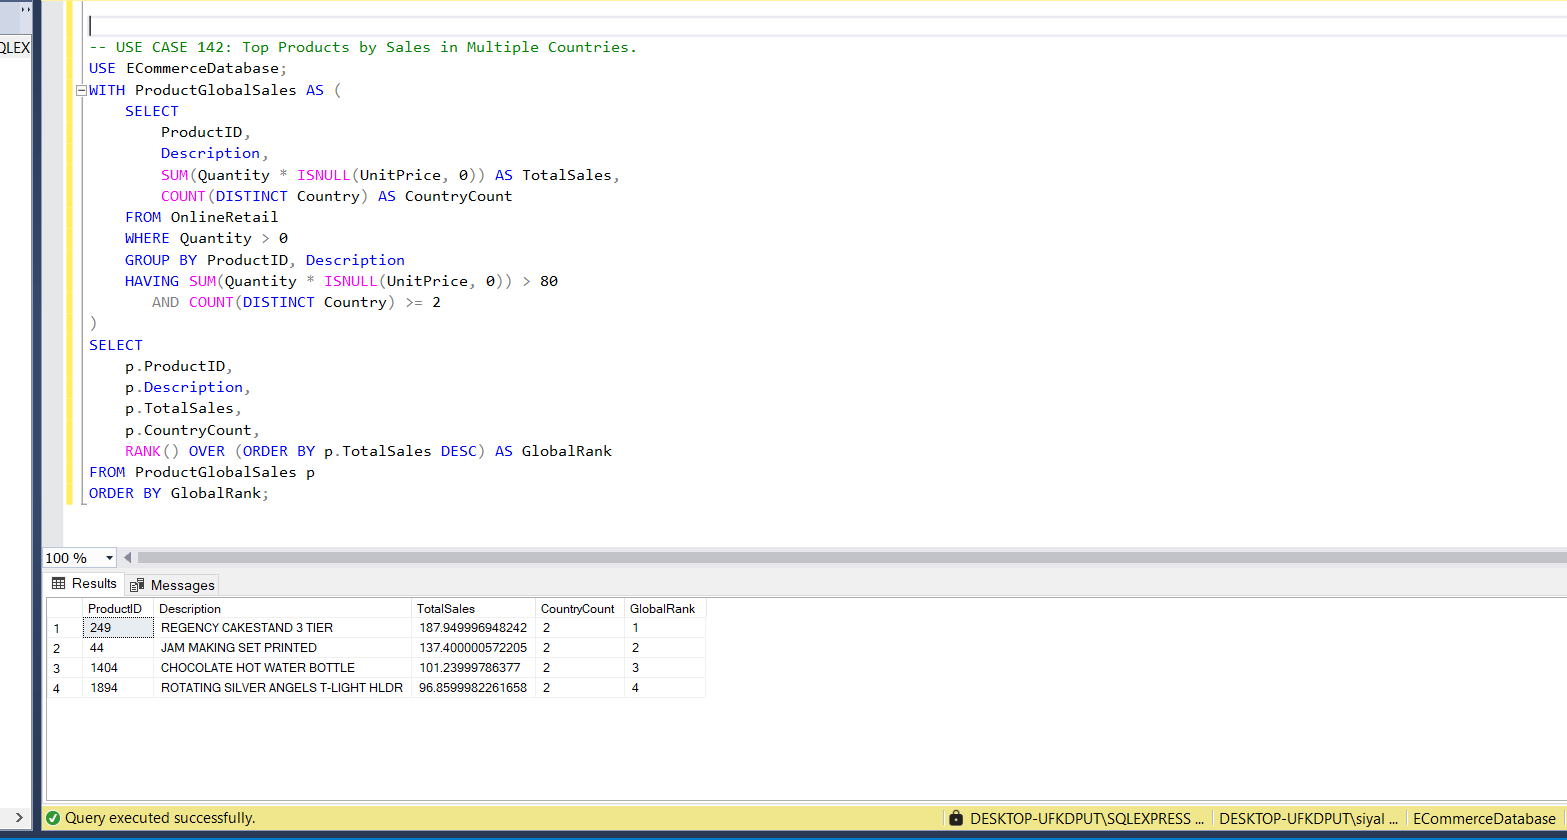 QLEX
-- USE CASE 142: Top Products by Sales in Multiple Countries.
USE ECommerceDatabase;
WITH ProductGlobalSales AS (
    SELECT
        ProductID,
        Description,
        SUM(Quantity * ISNULL(UnitPrice, 0)) AS TotalSales,
        COUNT(DISTINCT Country) AS CountryCount
    FROM OnlineRetail
    WHERE Quantity > 0
    GROUP BY ProductID, Description
    HAVING SUM(Quantity * ISNULL(UnitPrice, 0)) > 80
       AND COUNT(DISTINCT Country) >= 2
)
SELECT
    p.ProductID,
    p.Description,
    p.TotalSales,
    p.CountryCount,
    RANK() OVER (ORDER BY p.TotalSales DESC) AS GlobalRank
FROM ProductGlobalSales p
ORDER BY GlobalRank;
100 %
Results Messages
ProductID Description TotalSales CountryCount GlobalRank
1 249 REGENCY CAKESTAND 3 TIER 187.949996948242 2 1
2 44 JAM MAKING SET PRINTED 137.400000572205 2 2
3 1404 CHOCOLATE HOT WATER BOTTLE 101.23999786377 2 3
4 1894 ROTATING SILVER ANGELS T-LIGHT HLDR 96.8599982261658 2 4
Query executed successfully. DESKTOP-UFKDPUT\SQLEXPRESS ... DESKTOP-UFKDPUT\siyal ... ECommerceDatabase